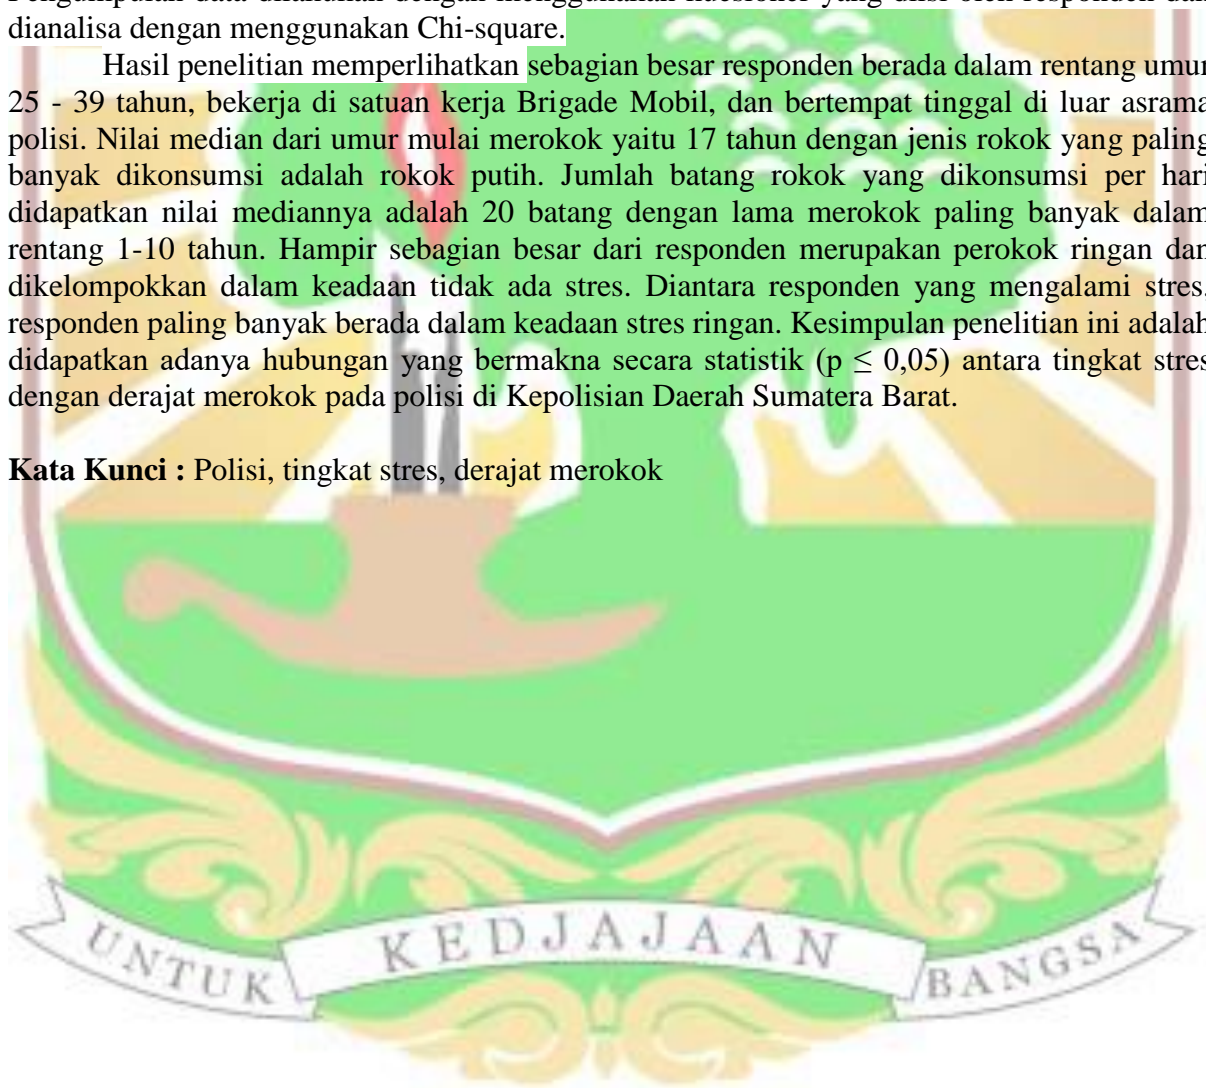 dianalisa dengan menggunakan Chi-square.
Hasil penelitian memperlihatkan sebagian besar responden berada dalam rentang umur
25 - 39 tahun, bekerja di satuan kerja Brigade Mobil, dan bertempat tinggal di luar asrama
polisi. Nilai median dari umur mulai merokok yaitu 17 tahun dengan jenis rokok yang paling
banyak dikonsumsi adalah rokok putih. Jumlah batang rokok yang dikonsumsi per hari
didapatkan nilai mediannya adalah 20 batang dengan lama merokok paling banyak dalam
rentang 1-10 tahun. Hampir sebagian besar dari responden merupakan perokok ringan dan
dikelompokkan dalam keadaan tidak ada stres. Diantara responden yang mengalami stres,
responden paling banyak berada dalam keadaan stres ringan. Kesimpulan penelitian ini adalah
didapatkan adanya hubungan yang bermakna secara statistik (p ≤ 0,05) antara tingkat stres
dengan derajat merokok pada polisi di Kepolisian Daerah Sumatera Barat.
Kata Kunci : Polisi, tingkat stres, derajat merokok
UNTUK KEDJAJAAN BANGSA